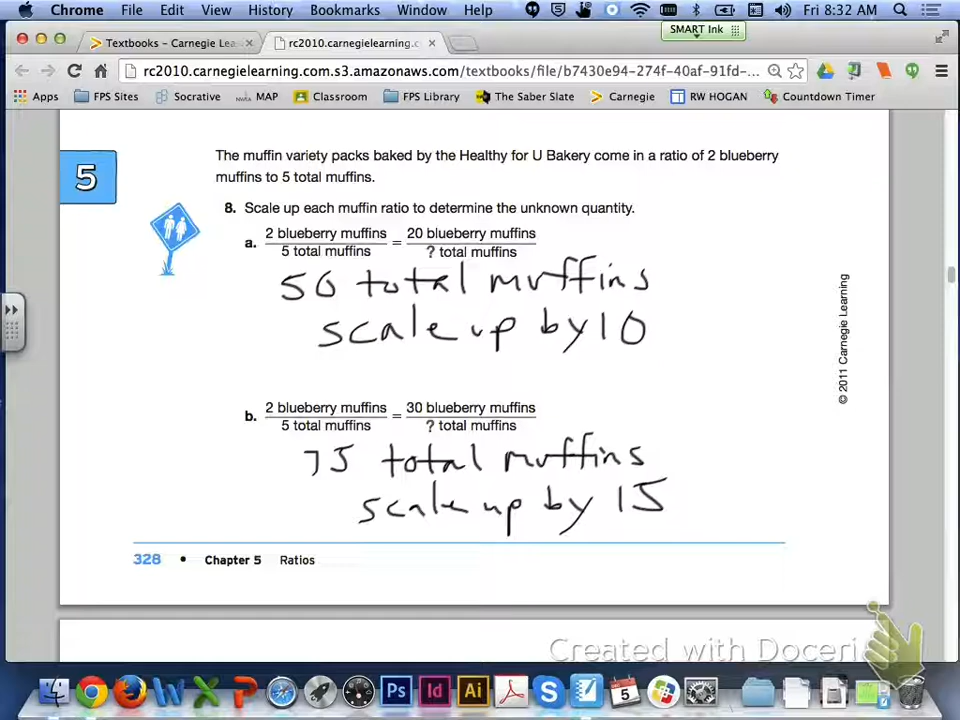 Chrome File Edit View History Bookmarks Window Help Fri 8:32 AM
SMART Ink
Textbooks – Carnegie Lea
rc2010.carnegielearning.c
rc2010.carnegielearning.com.s3.amazonaws.com/textbooks/file/b7430e94-274f-40af-91fd-...
Apps FPS Sites Socrative MAP Classroom FPS Library The Saber Slate Carnegie RW HOGAN Countdown Timer
5
The muffin variety packs baked by the Healthy for U Bakery come in a ratio of 2 blueberry
muffins to 5 total muffins.
8. Scale up each muffin ratio to determine the unknown quantity.
a. 2 blueberry muffins / 5 total muffins = 20 blueberry muffins / ? total muffins
50 total muffins
scale up by 10
b. 2 blueberry muffins / 5 total muffins = 30 blueberry muffins / ? total muffins
75 total muffins
scale up by 15
© 2011 Carnegie Learning
328 • Chapter 5 Ratios
Created with Doceri
Ps Id Ai
5